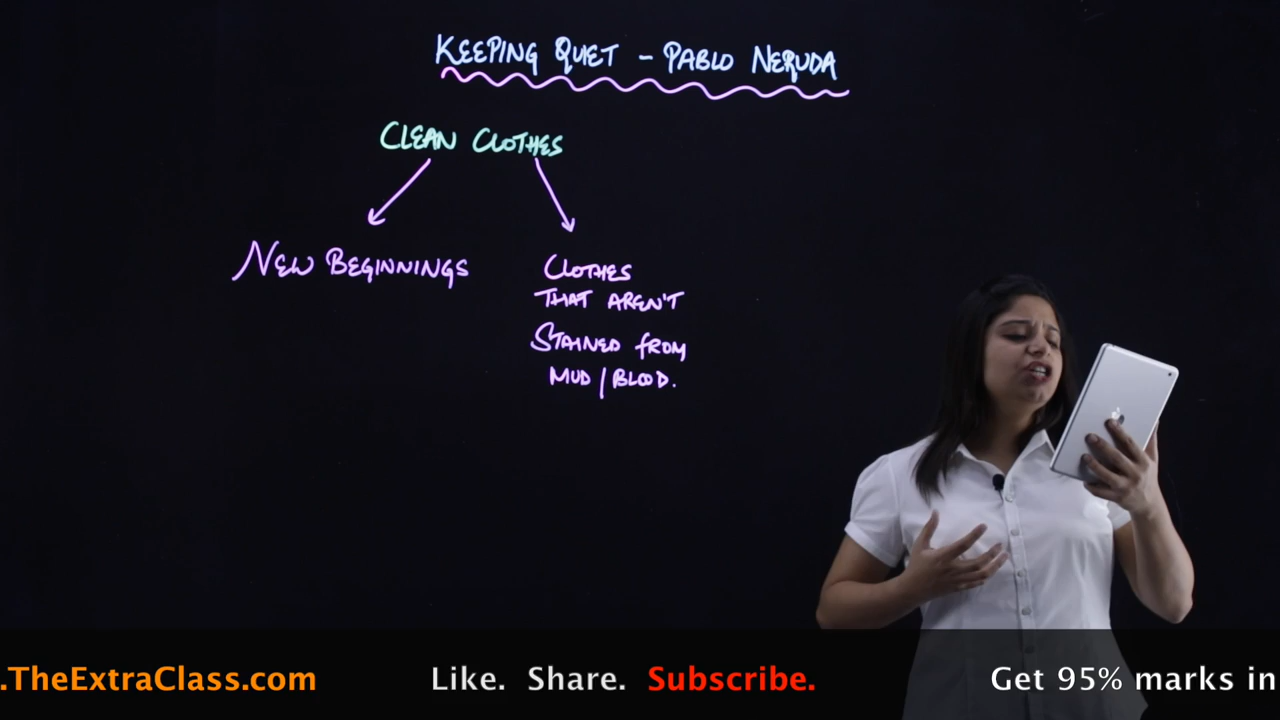 KEEPING QUIET - PABLO NERUDA
CLEAN CLOTHES
NEW BEGINNINGS
CLOTHES
THAT AREN'T
STAINED FROM
MUD / BLOOD.
.TheExtraClass.com
Like. Share. Subscribe.
Get 95% marks in